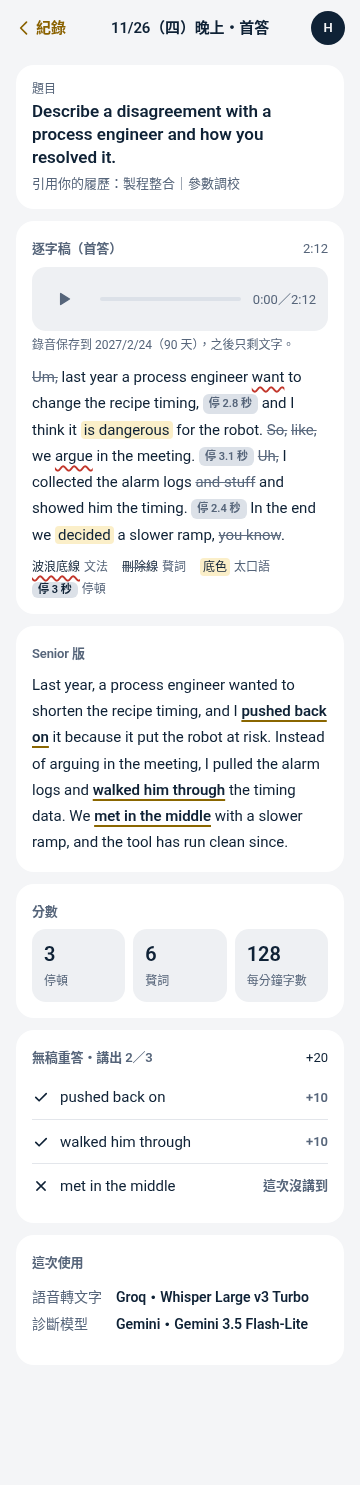 紀錄
11/26（四）晚上・首答
H
題目
Describe a disagreement with a
process engineer and how you
resolved it.
引用你的履歷：製程整合｜參數調校
逐字稿（首答）
2:12
0:00／2:12
錄音保存到 2027/2/24（90 天），之後只剩文字。
Um, last year a process engineer want to
change the recipe timing, 停 2.8 秒 and I
think it is dangerous for the robot. So, like,
we argue in the meeting. 停 3.1 秒 Uh, I
collected the alarm logs and stuff and
showed him the timing. 停 2.4 秒 In the end
we decided a slower ramp, you know.
波浪底線 文法 刪除線 贅詞 底色 太口語
停 3 秒 停頓
Senior 版
Last year, a process engineer wanted to
shorten the recipe timing, and I pushed back
on it because it put the robot at risk. Instead
of arguing in the meeting, I pulled the alarm
logs and walked him through the timing
data. We met in the middle with a slower
ramp, and the tool has run clean since.
分數
3
停頓
6
贅詞
128
每分鐘字數
無稿重答・講出 2／3
+20
pushed back on
+10
walked him through
+10
met in the middle
這次沒講到
這次使用
語音轉文字 Groq・Whisper Large v3 Turbo
診斷模型 Gemini・Gemini 3.5 Flash-Lite